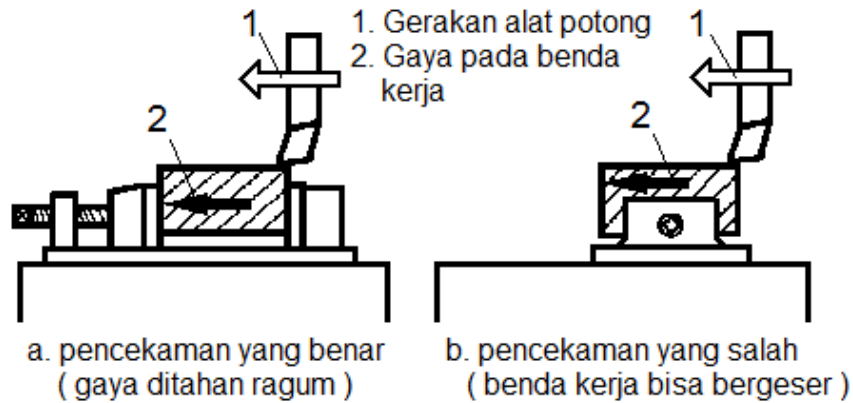 1
1. Gerakan alat potong
2. Gaya pada benda
kerja
2
1
2
a. pencekaman yang benar
( gaya ditahan ragum )
b. pencekaman yang salah
( benda kerja bisa bergeser )